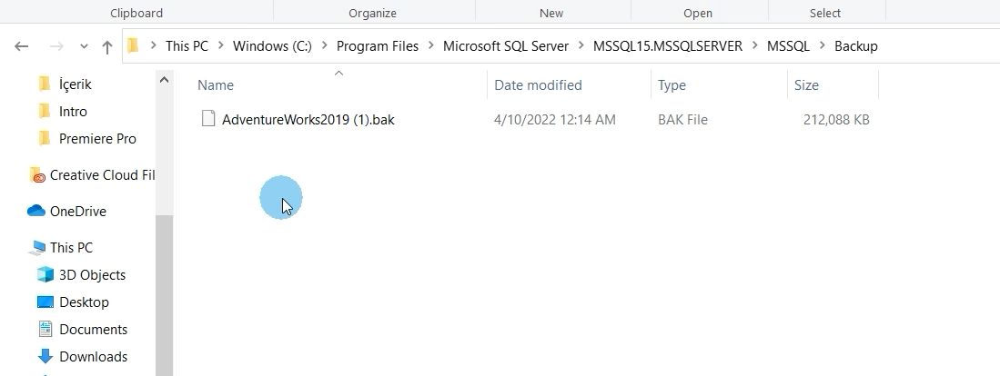 Clipboard Organize New Open Select
This PC Windows (C:) Program Files Microsoft SQL Server MSSQL15.MSSQLSERVER MSSQL Backup
Name Date modified Type Size
AdventureWorks2019 (1).bak 4/10/2022 12:14 AM BAK File 212,088 KB
İçerik
Intro
Premiere Pro
Creative Cloud Fil
OneDrive
This PC
3D Objects
Desktop
Documents
Downloads